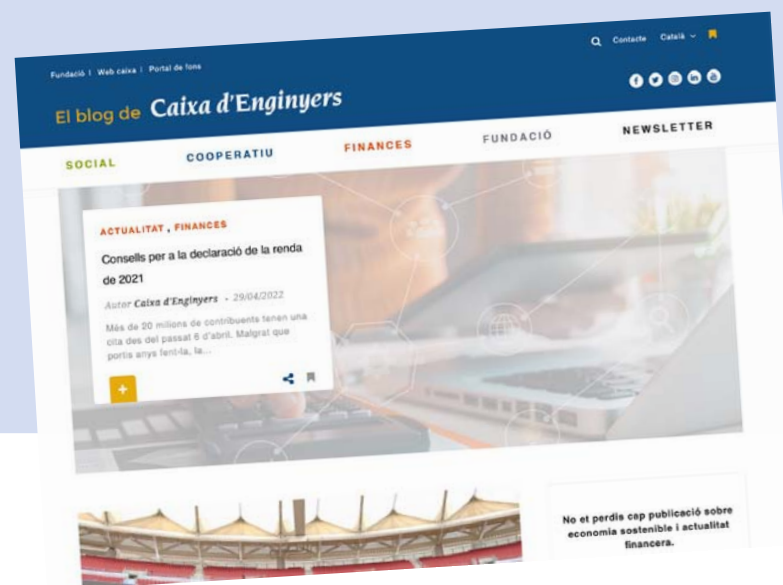 Fundació | Web caixa | Portal de fons
Contacte Català
El blog de Caixa d'Enginyers
SOCIAL COOPERATIU FINANCES FUNDACIÓ NEWSLETTER
ACTUALITAT , FINANCES
Consells per a la declaració de la renda
de 2021
Autor Caixa d'Enginyers - 29/04/2022
Més de 20 milions de contribuents tenen una
cita des del passat 6 d'abril. Malgrat que
portis anys fent-la, la...
No et perdis cap publicació sobre
economia sostenible i actualitat
financera.